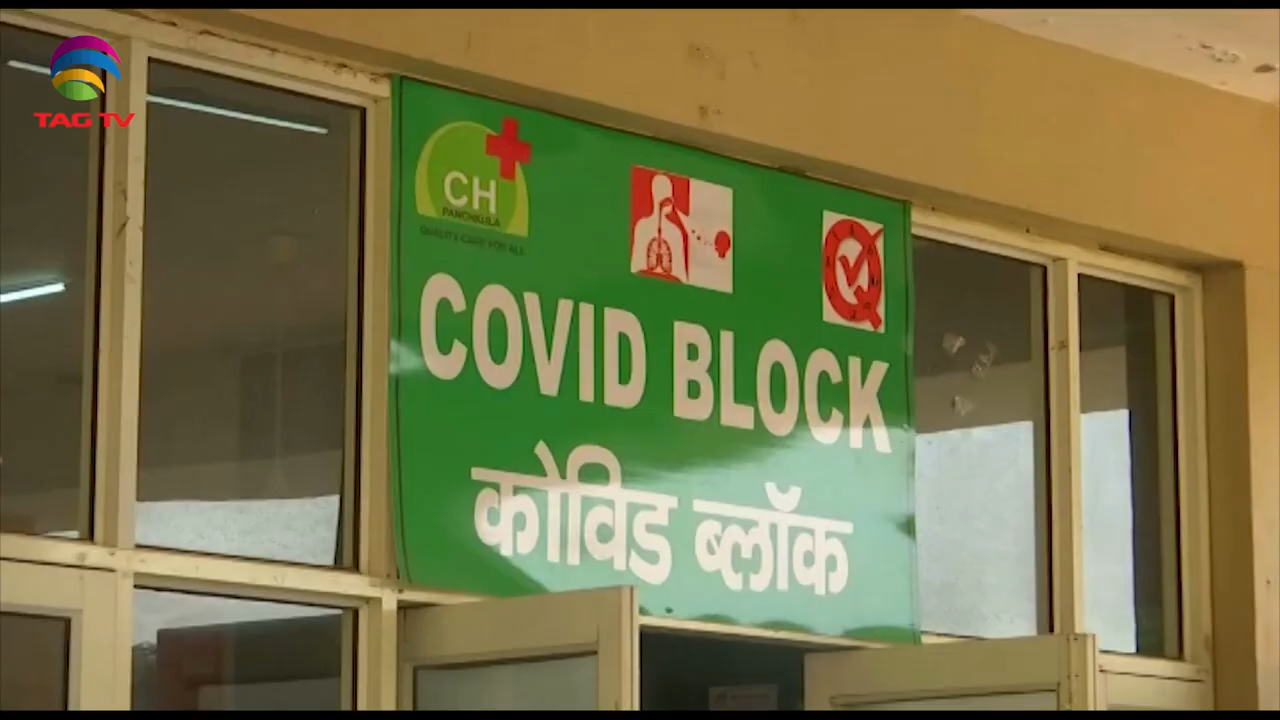 TAG TV
CH
PANCHKULA
QUALITY CARE FOR ALL
COVID BLOCK
कोविड ब्लॉक